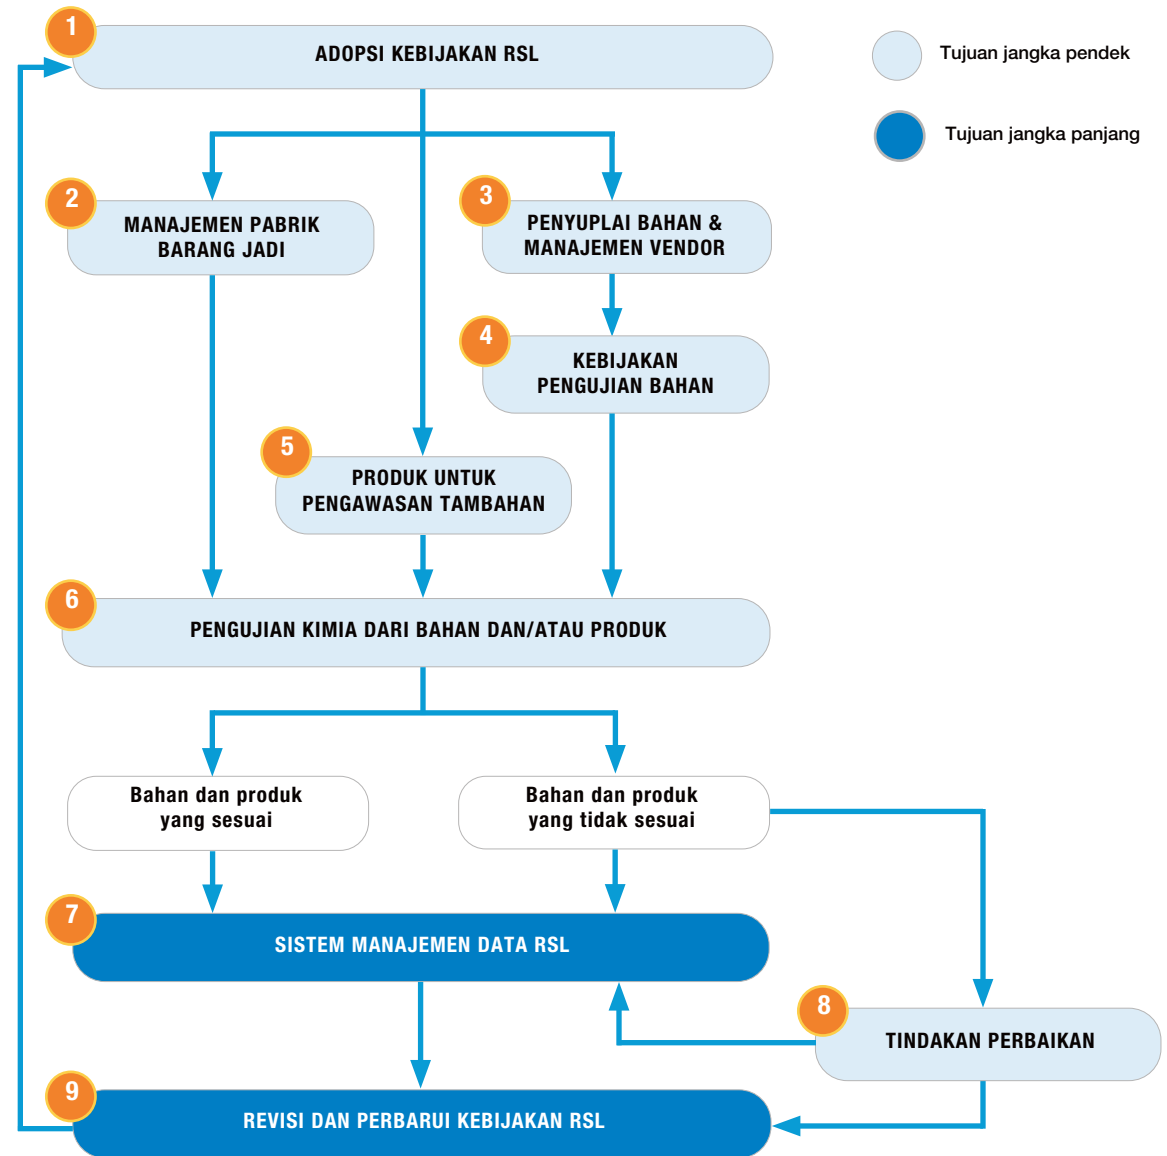 1
ADOPSI KEBIJAKAN RSL
Tujuan jangka pendek
Tujuan jangka panjang
2
MANAJEMEN PABRIK
BARANG JADI
3
PENYUPLAI BAHAN &
MANAJEMEN VENDOR
4
KEBIJAKAN
PENGUJIAN BAHAN
5
PRODUK UNTUK
PENGAWASAN TAMBAHAN
6
PENGUJIAN KIMIA DARI BAHAN DAN/ATAU PRODUK
Bahan dan produk
yang sesuai
Bahan dan produk
yang tidak sesuai
7
SISTEM MANAJEMEN DATA RSL
8
TINDAKAN PERBAIKAN
9
REVISI DAN PERBARUI KEBIJAKAN RSL